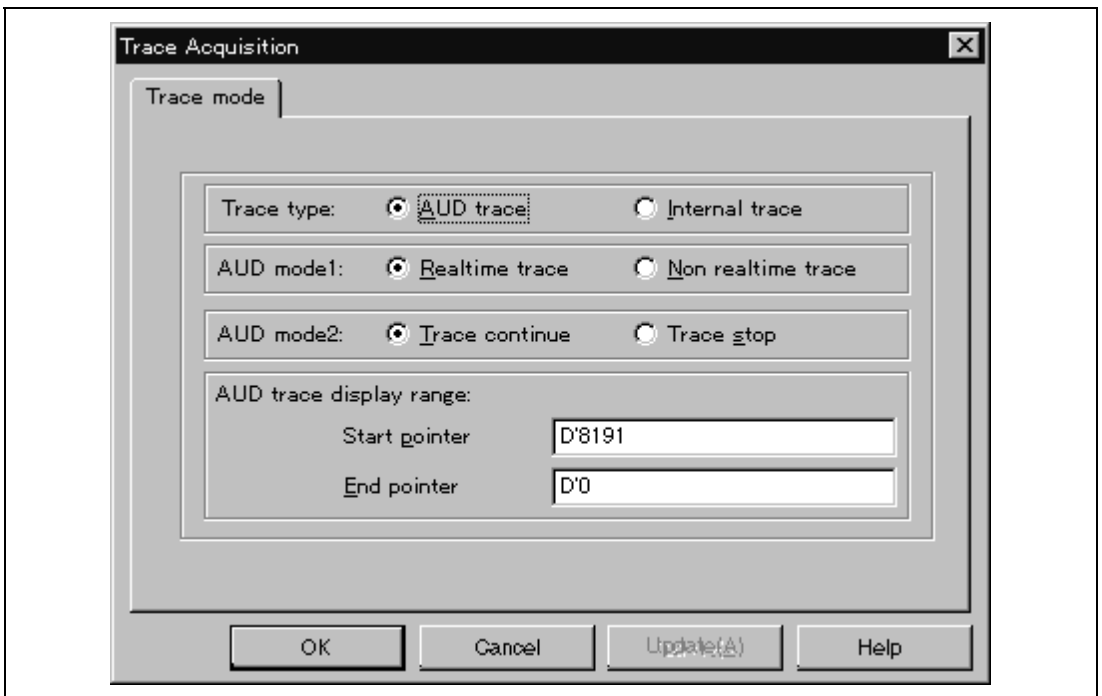 Trace Acquisition
Trace mode
Trace type: AUD trace Internal trace
AUD mode1: Realtime trace Non realtime trace
AUD mode2: Trace continue Trace stop
AUD trace display range:
Start pointer D'8191
End pointer D'0
OK Cancel Update(A) Help